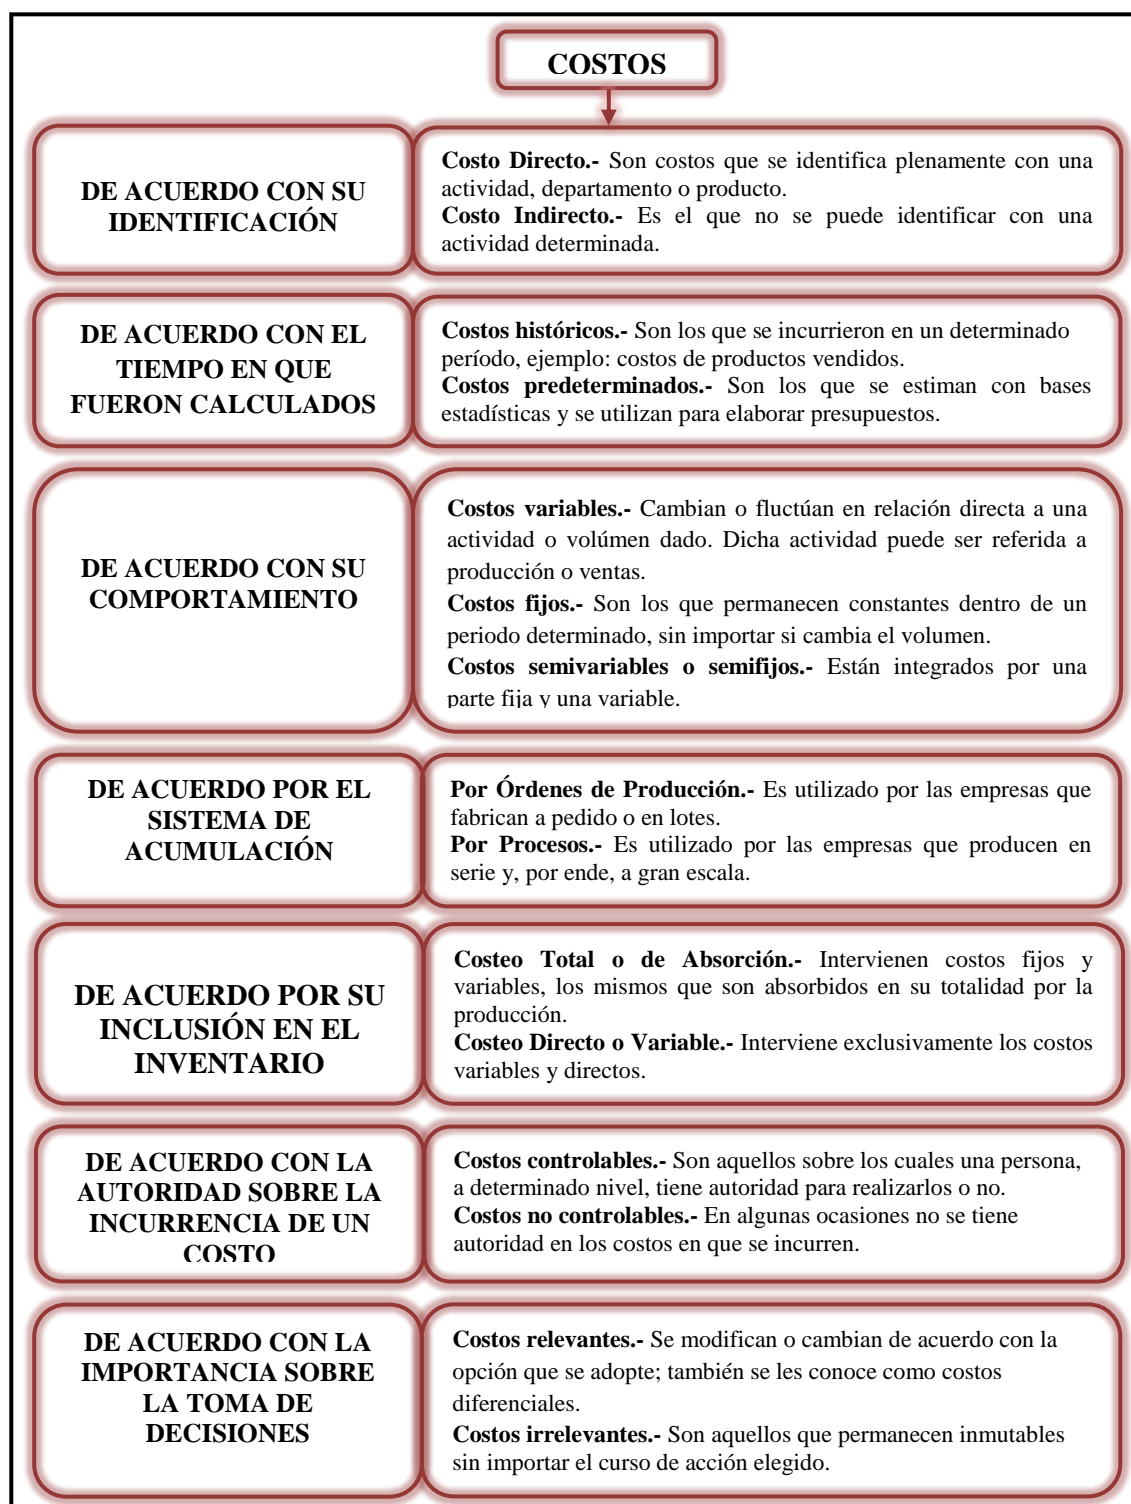 COSTOS
DE ACUERDO CON SU
IDENTIFICACIÓN
Costo Directo.- Son costos que se identifica plenamente con una
actividad, departamento o producto.
Costo Indirecto.- Es el que no se puede identificar con una
actividad determinada.
DE ACUERDO CON EL
TIEMPO EN QUE
FUERON CALCULADOS
Costos históricos.- Son los que se incurrieron en un determinado
período, ejemplo: costos de productos vendidos.
Costos predeterminados.- Son los que se estiman con bases
estadísticas y se utilizan para elaborar presupuestos.
DE ACUERDO CON SU
COMPORTAMIENTO
Costos variables.- Cambian o fluctúan en relación directa a una
actividad o volúmen dado. Dicha actividad puede ser referida a
producción o ventas.
Costos fijos.- Son los que permanecen constantes dentro de un
periodo determinado, sin importar si cambia el volumen.
Costos semivariables o semifijos.- Están integrados por una
parte fija y una variable.
DE ACUERDO POR EL
SISTEMA DE
ACUMULACIÓN
Por Órdenes de Producción.- Es utilizado por las empresas que
fabrican a pedido o en lotes.
Por Procesos.- Es utilizado por las empresas que producen en
serie y, por ende, a gran escala.
DE ACUERDO POR SU
INCLUSIÓN EN EL
INVENTARIO
Costeo Total o de Absorción.- Intervienen costos fijos y
variables, los mismos que son absorbidos en su totalidad por la
producción.
Costeo Directo o Variable.- Interviene exclusivamente los costos
variables y directos.
DE ACUERDO CON LA
AUTORIDAD SOBRE LA
INCURRENCIA DE UN
COSTO
Costos controlables.- Son aquellos sobre los cuales una persona,
a determinado nivel, tiene autoridad para realizarlos o no.
Costos no controlables.- En algunas ocasiones no se tiene
autoridad en los costos en que se incurren.
DE ACUERDO CON LA
IMPORTANCIA SOBRE
LA TOMA DE
DECISIONES
Costos relevantes.- Se modifican o cambian de acuerdo con la
opción que se adopte; también se les conoce como costos
diferenciales.
Costos irrelevantes.- Son aquellos que permanecen inmutables
sin importar el curso de acción elegido.